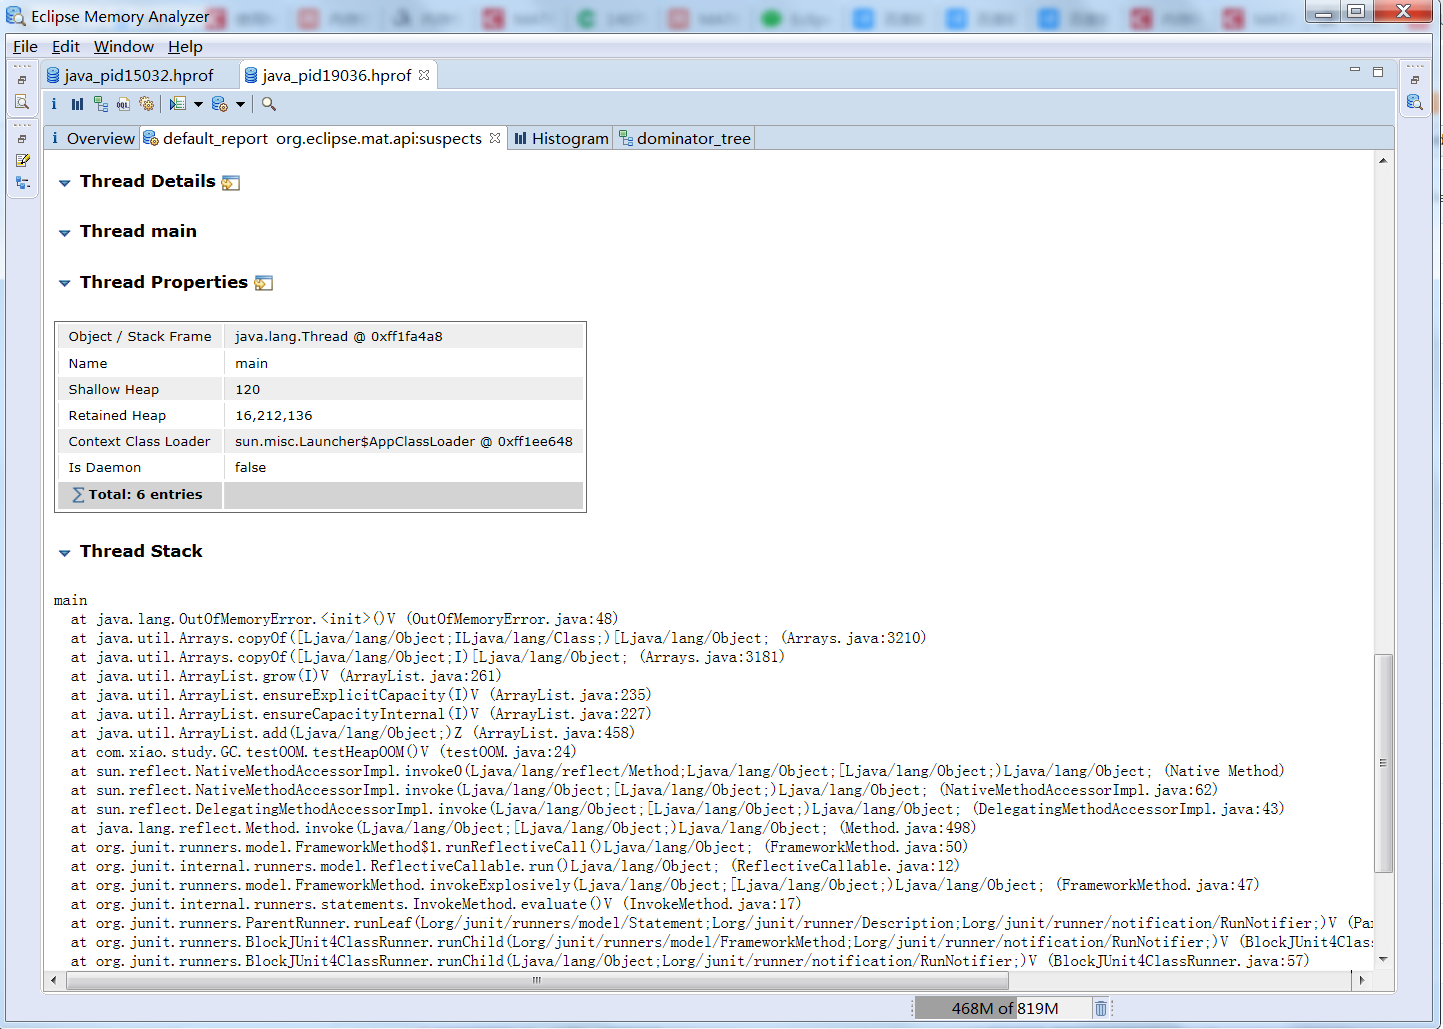 Eclipse Memory Analyzer
File Edit Window Help
java_pid15032.hprof java_pid19036.hprof
Overview default_report org.eclipse.mat.api:suspects Histogram dominator_tree
Thread Details
Thread main
Thread Properties
Object / Stack Frame java.lang.Thread @ 0xff1fa4a8
Name main
Shallow Heap 120
Retained Heap 16,212,136
Context Class Loader sun.misc.Launcher$AppClassLoader @ 0xff1ee648
Is Daemon false
∑ Total: 6 entries
Thread Stack
main
at java.lang.OutOfMemoryError.<init>()V (OutOfMemoryError.java:48)
at java.util.Arrays.copyOf([Ljava/lang/Object;ILjava/lang/Class;)[Ljava/lang/Object; (Arrays.java:3210)
at java.util.Arrays.copyOf([Ljava/lang/Object;I)[Ljava/lang/Object; (Arrays.java:3181)
at java.util.ArrayList.grow(I)V (ArrayList.java:261)
at java.util.ArrayList.ensureExplicitCapacity(I)V (ArrayList.java:235)
at java.util.ArrayList.ensureCapacityInternal(I)V (ArrayList.java:227)
at java.util.ArrayList.add(Ljava/lang/Object;)Z (ArrayList.java:458)
at com.xiao.study.GC.testOOM.testHeapOOM()V (testOOM.java:24)
at sun.reflect.NativeMethodAccessorImpl.invoke0(Ljava/lang/reflect/Method;Ljava/lang/Object;[Ljava/lang/Object;)Ljava/lang/Object; (Native Method)
at sun.reflect.NativeMethodAccessorImpl.invoke(Ljava/lang/Object;[Ljava/lang/Object;)Ljava/lang/Object; (NativeMethodAccessorImpl.java:62)
at sun.reflect.DelegatingMethodAccessorImpl.invoke(Ljava/lang/Object;[Ljava/lang/Object;)Ljava/lang/Object; (DelegatingMethodAccessorImpl.java:43)
at java.lang.reflect.Method.invoke(Ljava/lang/Object;[Ljava/lang/Object;)Ljava/lang/Object; (Method.java:498)
at org.junit.runners.model.FrameworkMethod$1.runReflectiveCall()Ljava/lang/Object; (FrameworkMethod.java:50)
at org.junit.internal.runners.model.ReflectiveCallable.run()Ljava/lang/Object; (ReflectiveCallable.java:12)
at org.junit.runners.model.FrameworkMethod.invokeExplosively(Ljava/lang/Object;[Ljava/lang/Object;)Ljava/lang/Object; (FrameworkMethod.java:47)
at org.junit.internal.runners.statements.InvokeMethod.evaluate()V (InvokeMethod.java:17)
at org.junit.runners.ParentRunner.runLeaf(Lorg/junit/runners/model/Statement;Lorg/junit/runner/Description;Lorg/junit/runner/notification/RunNotifier;)V (Par
at org.junit.runners.BlockJUnit4ClassRunner.runChild(Lorg/junit/runners/model/FrameworkMethod;Lorg/junit/runner/notification/RunNotifier;)V (BlockJUnit4Clas
at org.junit.runners.BlockJUnit4ClassRunner.runChild(Ljava/lang/Object;Lorg/junit/runner/notification/RunNotifier;)V (BlockJUnit4ClassRunner.java:57)
468M of 819M